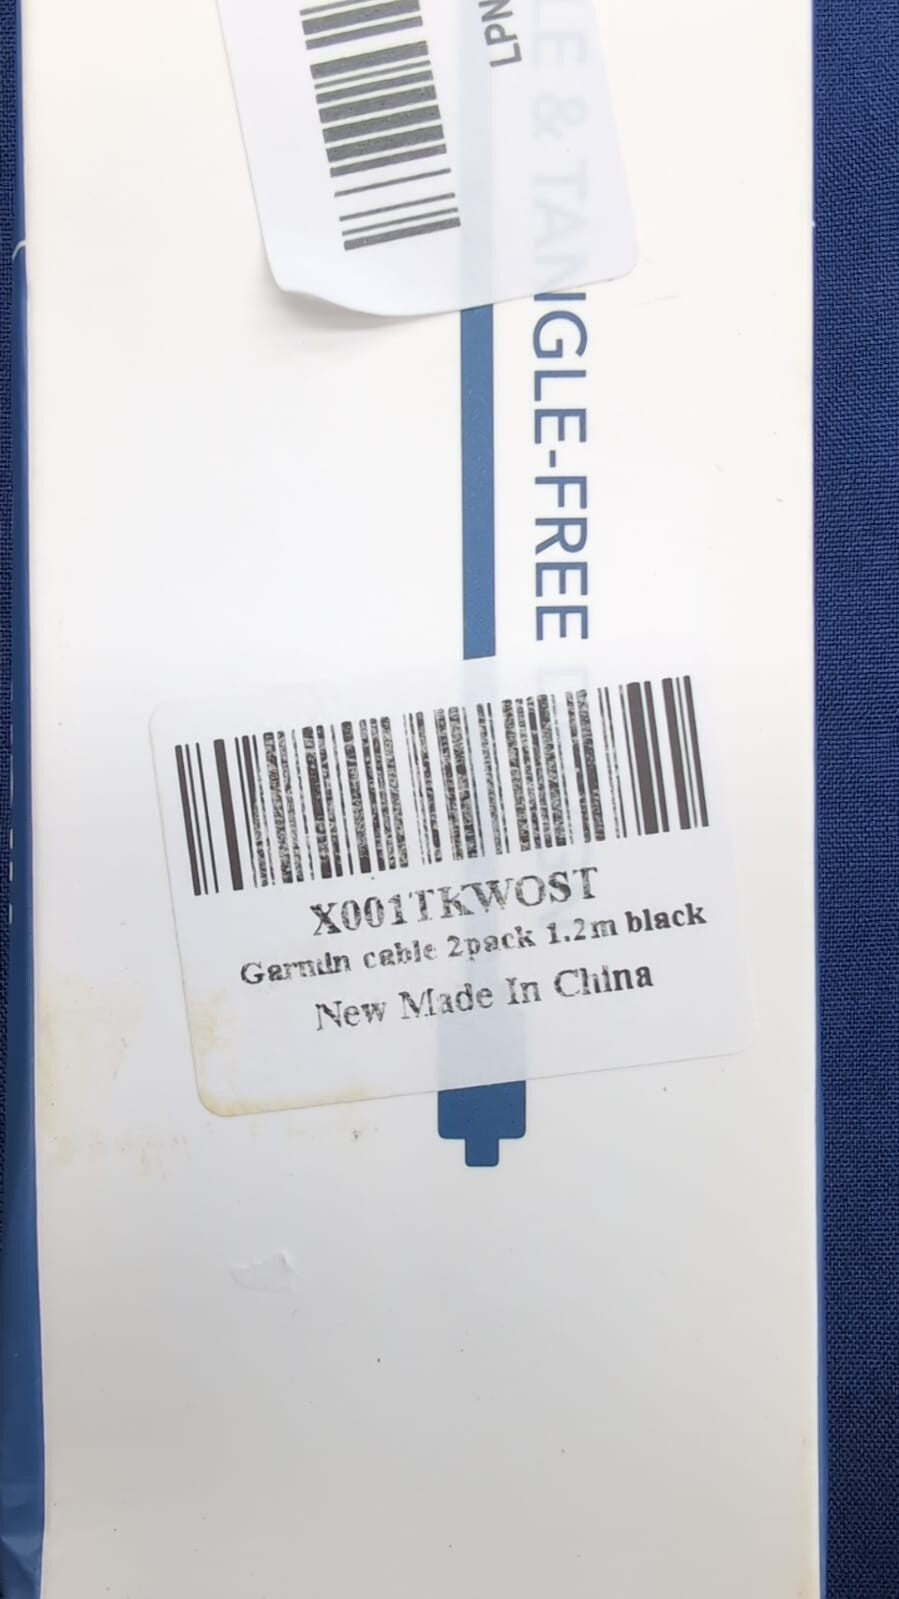 LPN
LE & TANGLE-FREE
X001TKWOST
Garmin cable 2pack 1.2m black
New Made In China